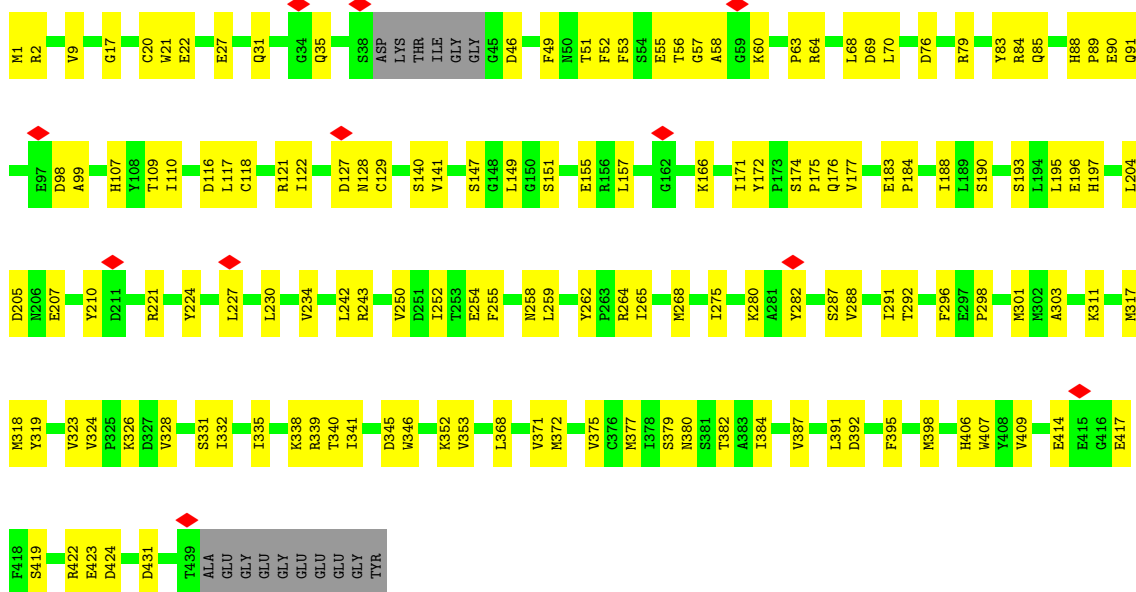 M1 R2 V9 G17 C20 W21 E22 E27 Q31 G34 Q35 S38 ASP LYS THR ILE GLY GLY G45 D46 F49 N50 T51 F52 F53 S54 E55 T56 G57 A58 G59 K60 P63 R64 L68 D69 L70 D76 R79 Y83 R84 Q85 H88 P89 E90 Q91
E97 D98 A99 H107 Y108 T109 I110 D116 L117 C118 R121 I122 D127 N128 C129 S140 V141 S147 G148 L149 G150 S151 E155 R156 L157 G162 K166 I171 Y172 P173 S174 P175 Q176 V177 E183 P184 I188 L189 S190 S193 L194 L195 E196 H197 L204
D205 N206 E207 Y210 D211 R221 Y224 L227 L230 V234 L242 R243 V250 D251 I252 T253 E254 F255 N258 L259 Y262 P263 R264 I265 M268 I275 K280 A281 Y282 S287 V288 I291 T292 F296 E297 P298 M301 M302 A303 K311 M317
M318 Y319 V323 V324 P325 K326 D327 V328 S331 I332 I335 K338 R339 T340 I341 D345 W346 K352 V353 L368 V371 M372 V375 C376 M377 I378 S379 N380 S381 T382 A383 I384 V387 L391 D392 F395 M398 H406 W407 Y408 V409 E414 E415 G416 E417
F418 S419 R422 E423 D424 D431 T439 ALA GLU GLY GLU GLY GLU GLU GLU GLY TYR